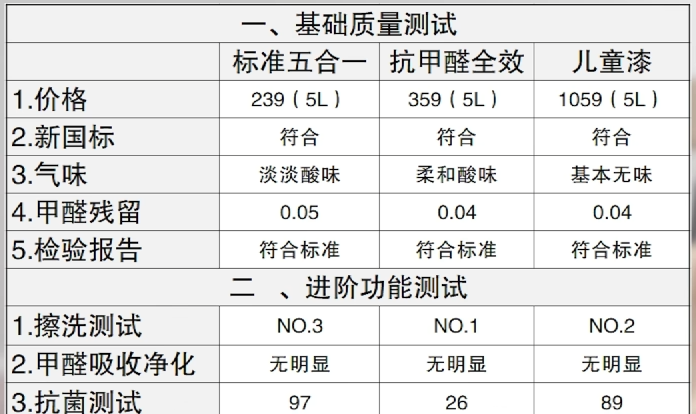 一、基础质量测试
标准五合一 抗甲醛全效 儿童漆
1.价格 239（5L） 359（5L） 1059（5L）
2.新国标 符合 符合 符合
3.气味 淡淡酸味 柔和酸味 基本无味
4.甲醛残留 0.05 0.04 0.04
5.检验报告 符合标准 符合标准 符合标准
二 、进阶功能测试
1.擦洗测试 NO.3 NO.1 NO.2
2.甲醛吸收净化 无明显 无明显 无明显
3.抗菌测试 97 26 89